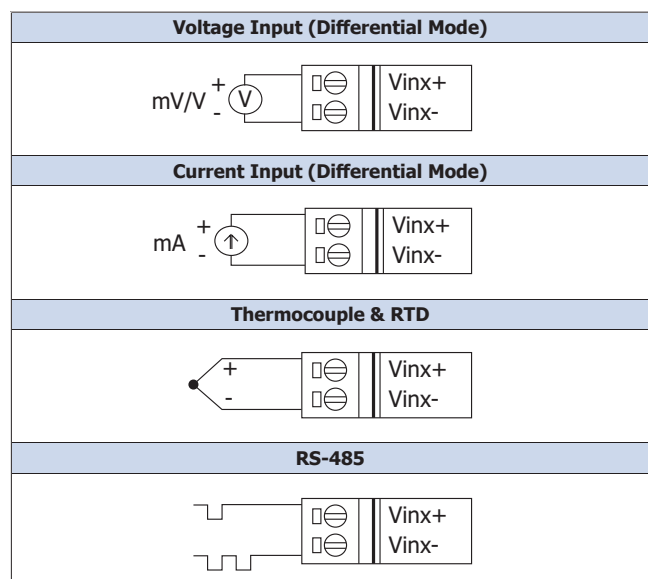 Voltage Input (Differential Mode)
+
mV/V V
-
Vinx+
Vinx-
Current Input (Differential Mode)
+
mA
-
Vinx+
Vinx-
Thermocouple & RTD
+
-
Vinx+
Vinx-
RS-485
Vinx+
Vinx-